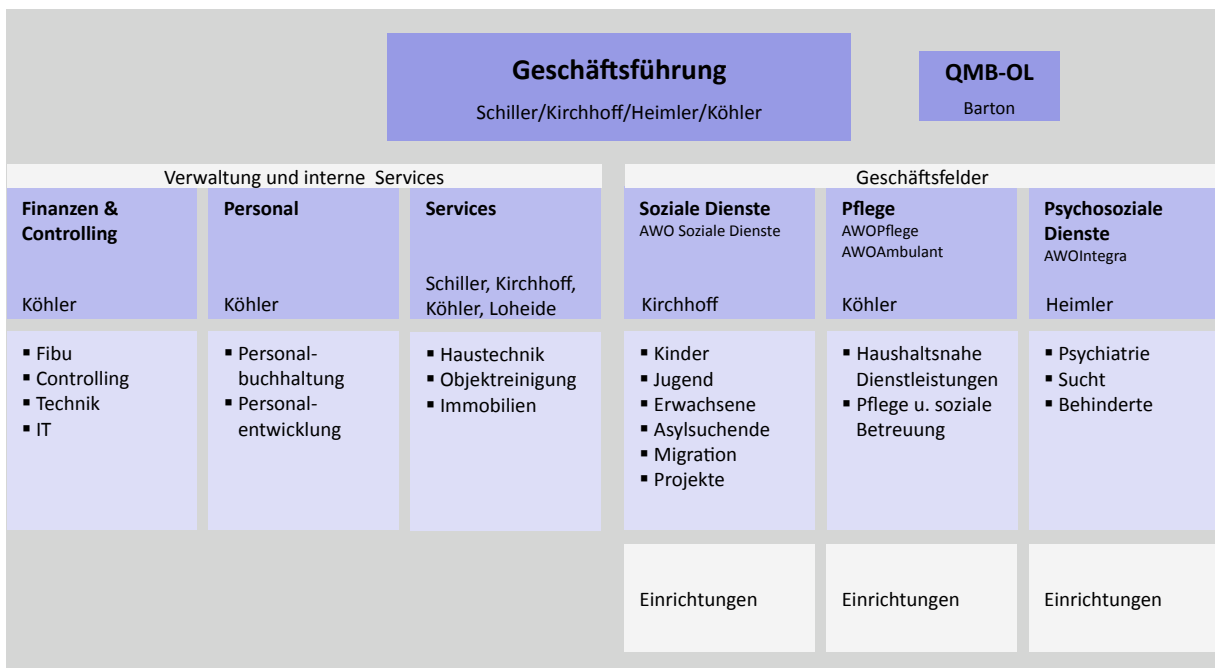 Geschäftsführung
Schiller/Kirchhoff/Heimler/Köhler
QMB-OL
Barton
Verwaltung und interne Services
Geschäftsfelder
Finanzen &
Controlling
Köhler
Personal
Köhler
Services
Schiller, Kirchhoff,
Köhler, Loheide
Soziale Dienste
AWO Soziale Dienste
Kirchhoff
Pflege
AWOPflege
AWOAmbulant
Köhler
Psychosoziale
Dienste
AWOIntegra
Heimler
▪ Fibu
▪ Controlling
▪ Technik
▪ IT
▪ Personal-
buchhaltung
▪ Personal-
entwicklung
▪ Haustechnik
▪ Objektreinigung
▪ Immobilien
▪ Kinder
▪ Jugend
▪ Erwachsene
▪ Asylsuchende
▪ Migration
▪ Projekte
▪ Haushaltsnahe
Dienstleistungen
▪ Pflege u. soziale
Betreuung
▪ Psychiatrie
▪ Sucht
▪ Behinderte
Einrichtungen
Einrichtungen
Einrichtungen